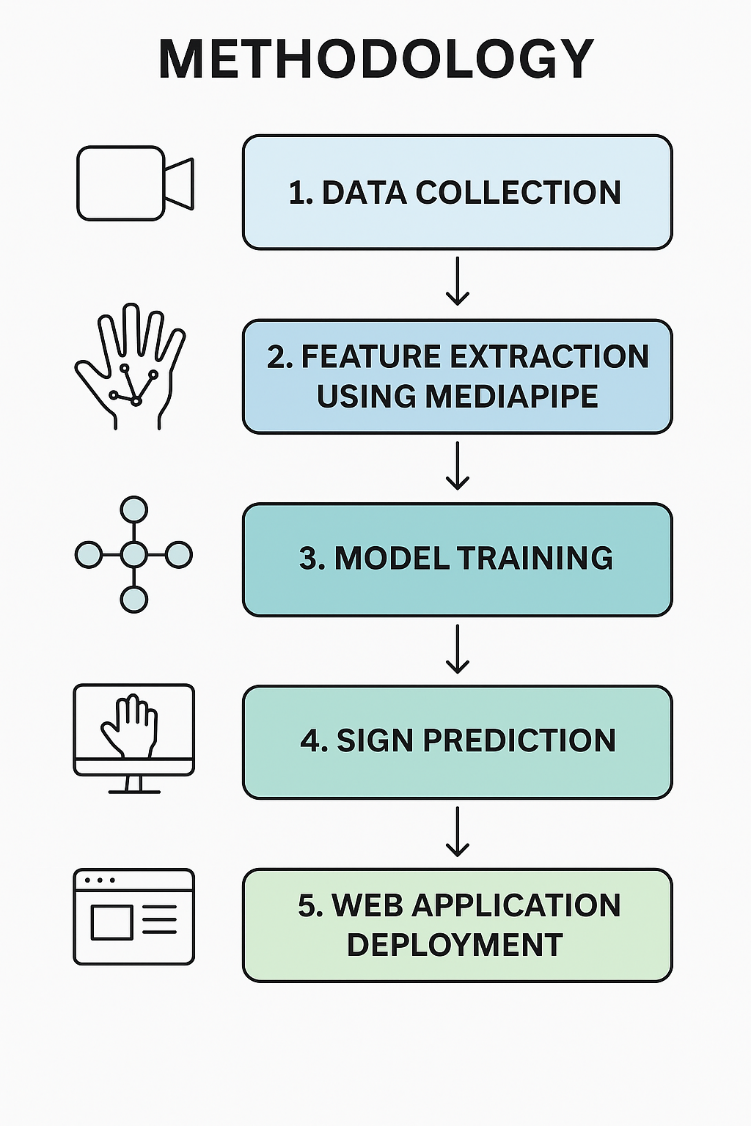 METHODOLOGY
1. DATA COLLECTION
2. FEATURE EXTRACTION
USING MEDIAPIPE
3. MODEL TRAINING
4. SIGN PREDICTION
5. WEB APPLICATION
DEPLOYMENT